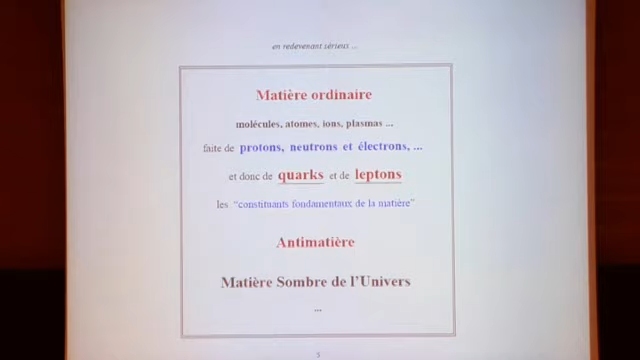 en redevenant sérieux ...
Matière ordinaire
molécules, atomes, ions, plasmas ...
faite de protons, neutrons et électrons, ...
et donc de quarks et de leptons
les “constituants fondamentaux de la matière”
Antimatière
Matière Sombre de l’Univers
...
5